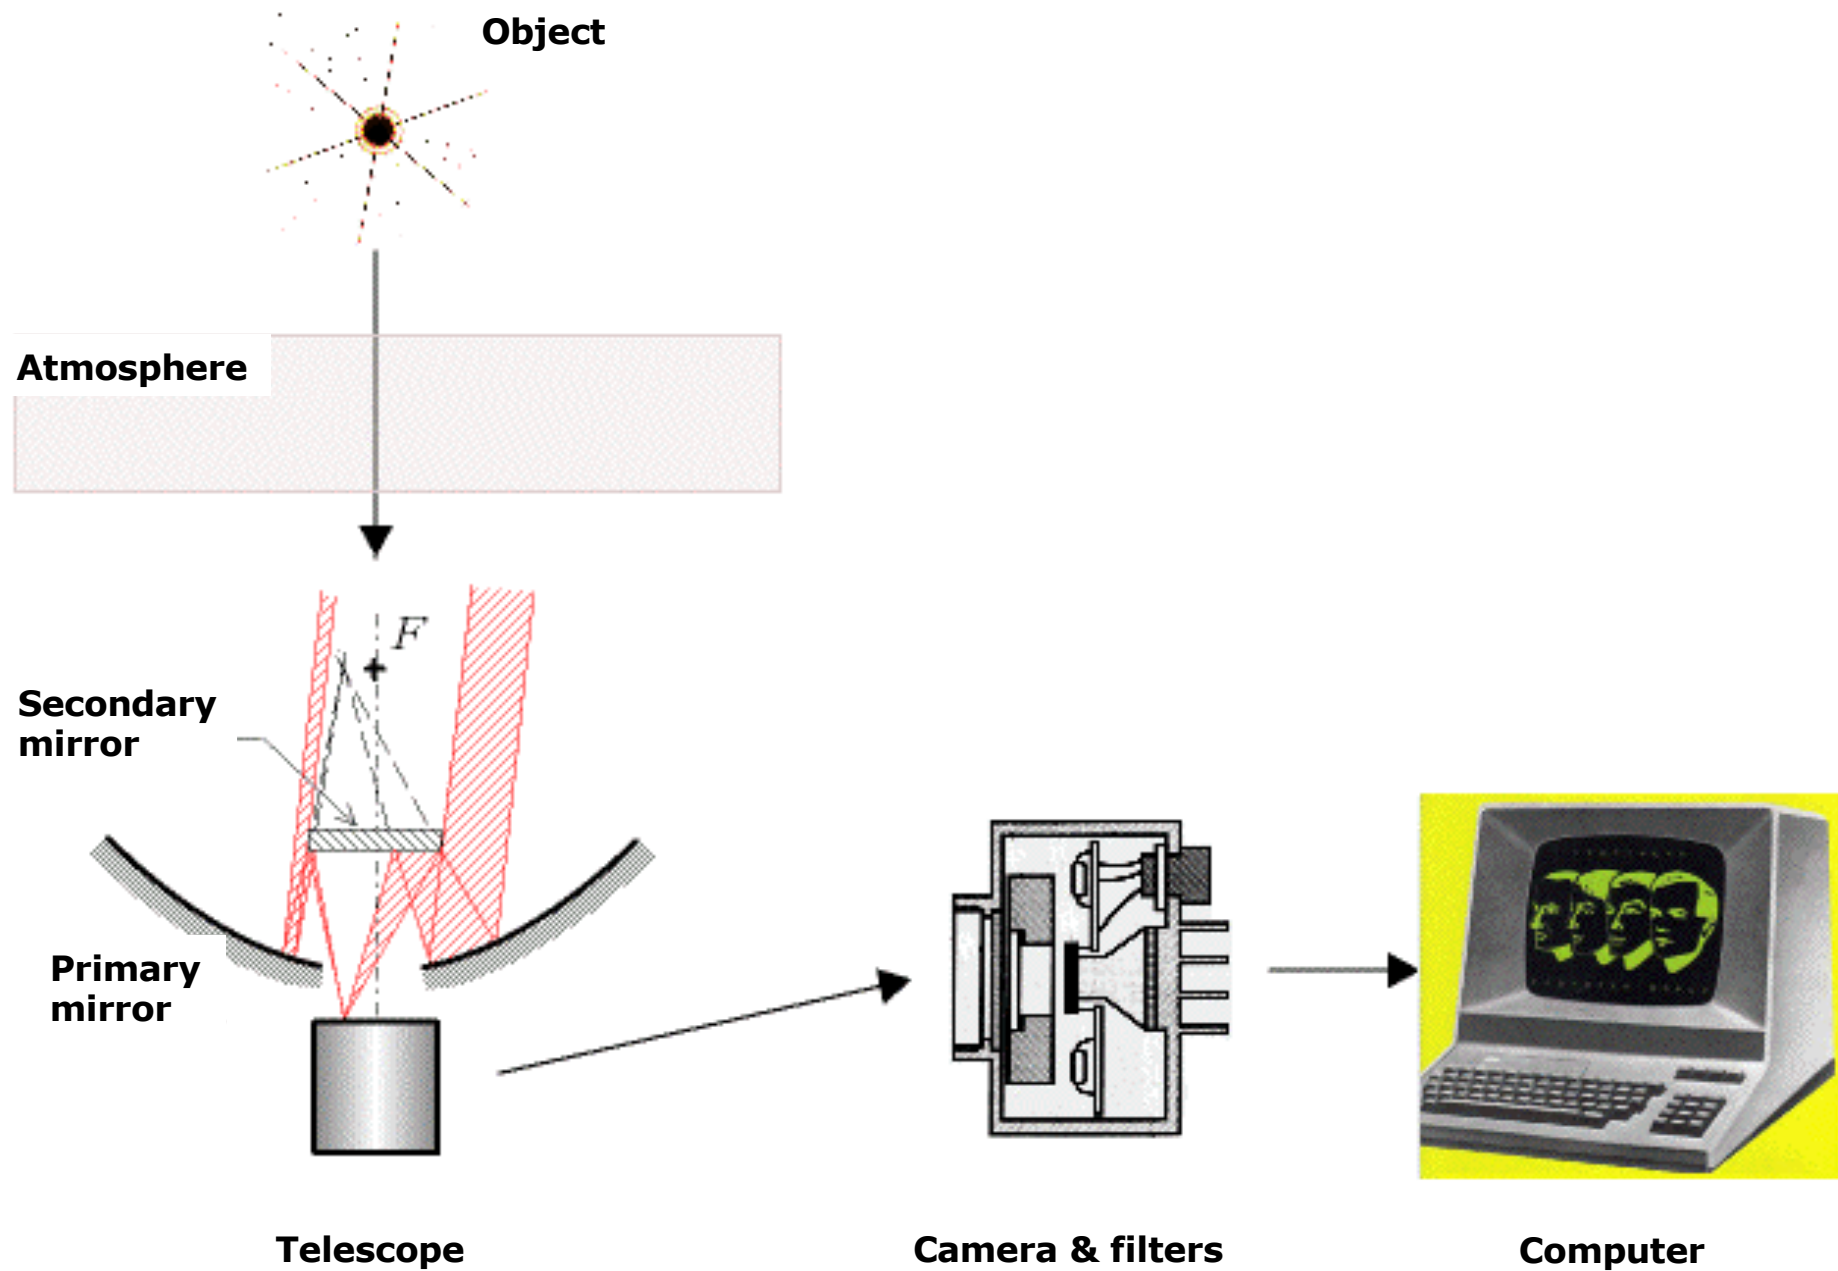 Object
Atmosphere
F
Secondary
mirror
Primary
mirror
Telescope
Camera & filters
Computer